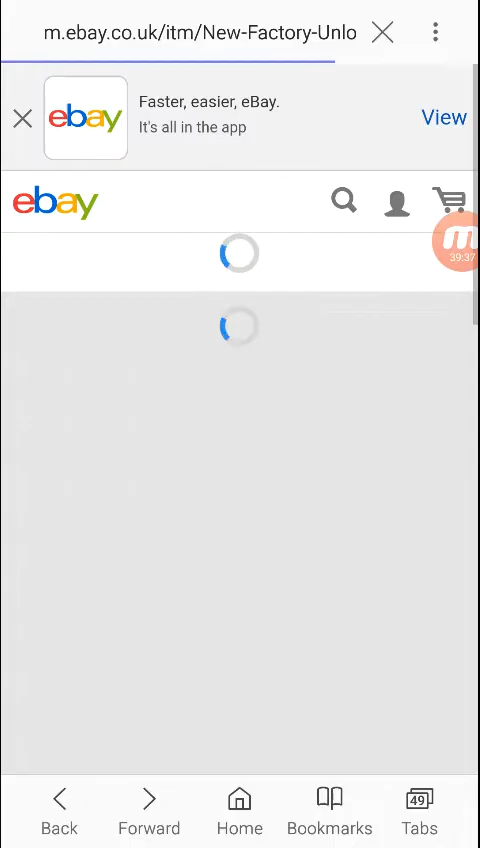 m.ebay.co.uk/itm/New-Factory-Unlo
ebay
Faster, easier, eBay.
It's all in the app
View
ebay
39:37
49
Back
Forward
Home
Bookmarks
Tabs